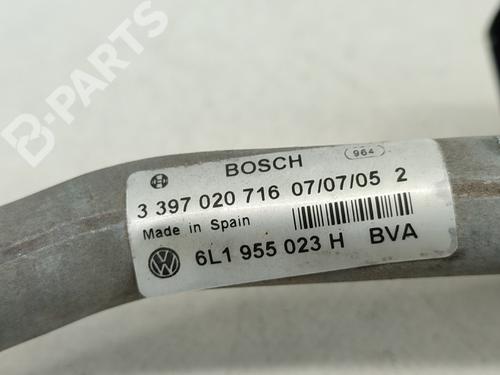 B-PARTS
964
BOSCH
3 397 020 716 07/07/05 2
Made in Spain
6L1 955 023 H BVA